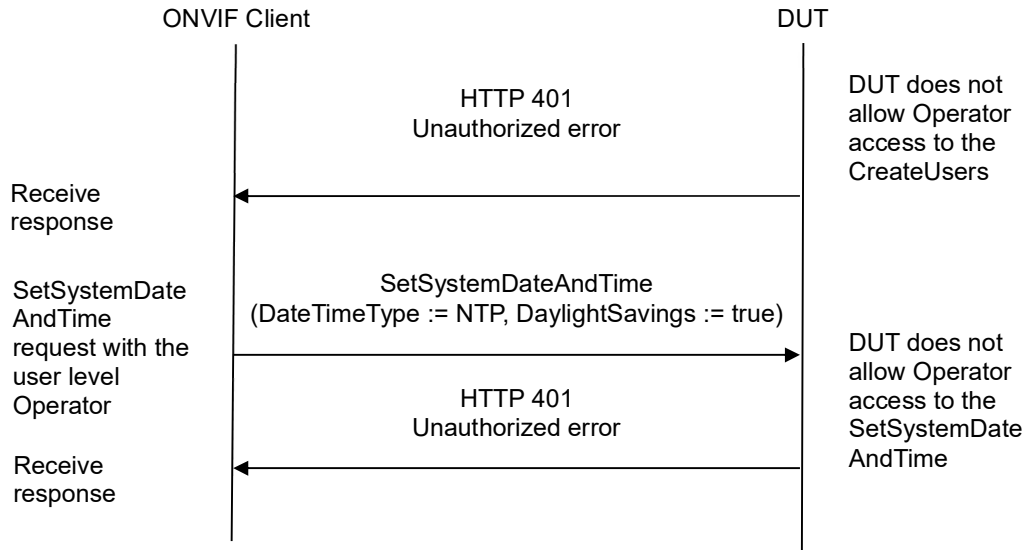 ONVIF Client
DUT
HTTP 401
Unauthorized error
DUT does not
allow Operator
access to the
CreateUsers
Receive
response
SetSystemDate
AndTime
request with the
user level
Operator
SetSystemDateAndTime
(DateTimeType := NTP, DaylightSavings := true)
DUT does not
allow Operator
access to the
SetSystemDate
AndTime
HTTP 401
Unauthorized error
Receive
response